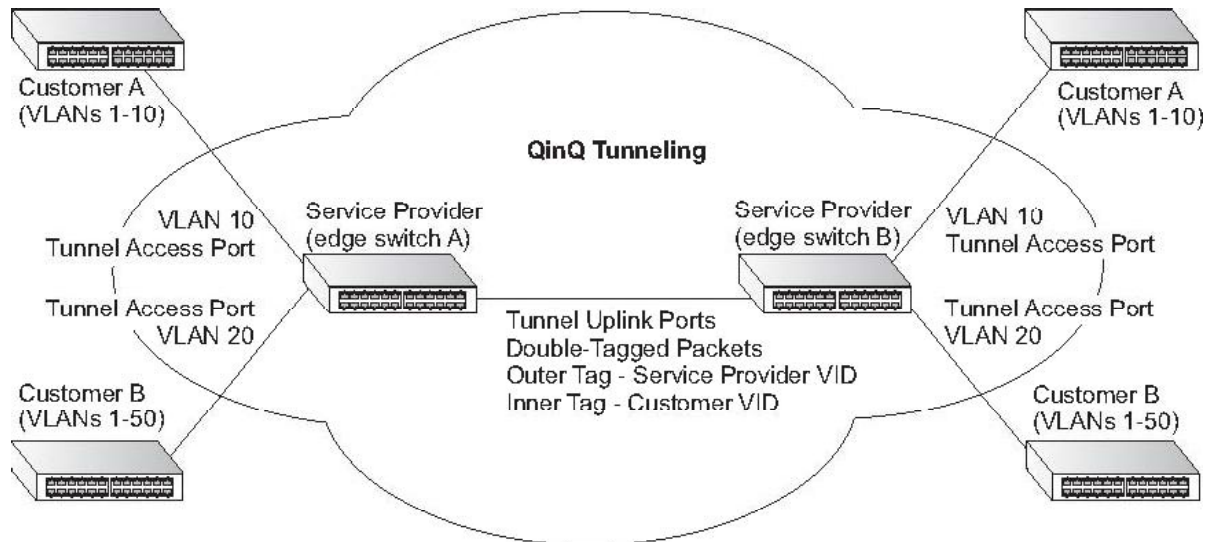 Customer A
(VLANs 1-10)
Customer A
(VLANs 1-10)
QinQ Tunneling
VLAN 10
Tunnel Access Port
Service Provider
(edge switch A)
Service Provider
(edge switch B)
VLAN 10
Tunnel Access Port
Tunnel Access Port
VLAN 20
Tunnel Uplink Ports
Double-Tagged Packets
Outer Tag - Service Provider VID
Inner Tag - Customer VID
Tunnel Access Port
VLAN 20
Customer B
(VLANs 1-50)
Customer B
(VLANs 1-50)